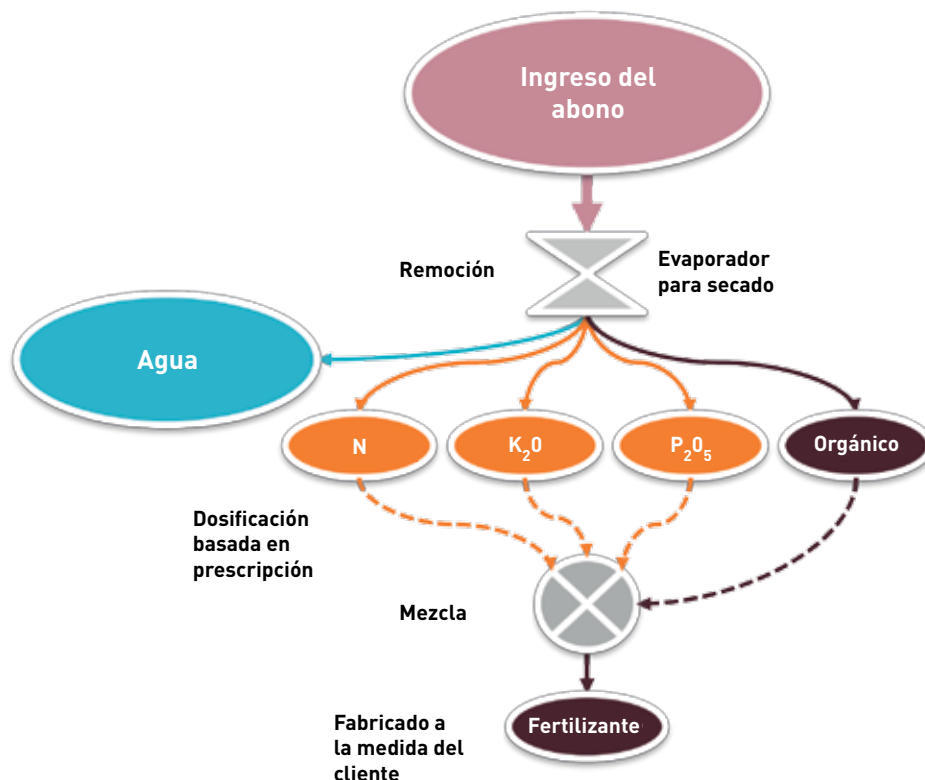 Ingreso del
abono
Remoción
Evaporador
para secado
Agua
N
K₂0
P₂0₅
Orgánico
Dosificación
basada en
prescripción
Mezcla
Fertilizante
Fabricado a
la medida del
cliente